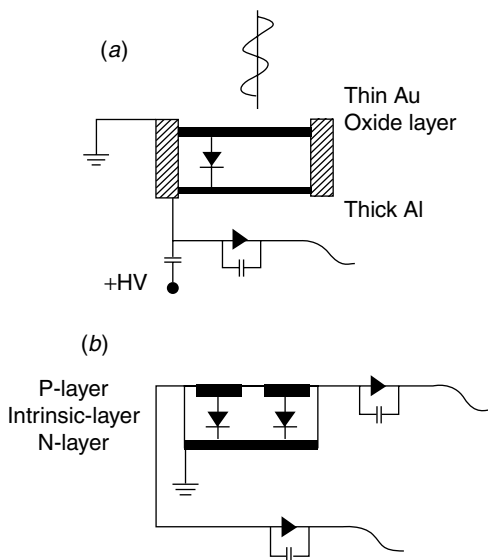 (a)
Thin Au
Oxide layer
Thick Al
+HV
(b)
P-layer
Intrinsic-layer
N-layer